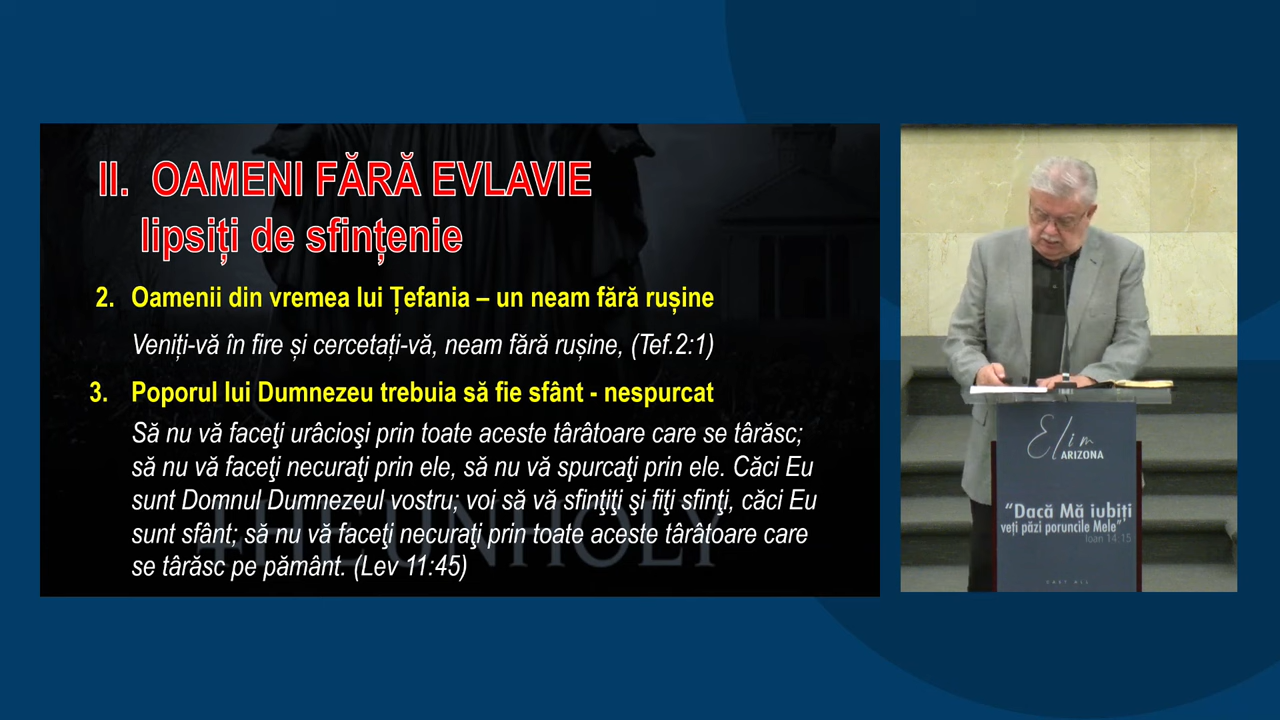 II. OAMENI FĂRĂ EVLAVIE
lipsiți de sfințenie
2. Oamenii din vremea lui Țefania – un neam fără rușine
Veniți-vă în fire și cercetați-vă, neam fără rușine, (Tef.2:1)
3. Poporul lui Dumnezeu trebuia să fie sfânt - nespurcat
Să nu vă faceţi urâcioşi prin toate aceste târâtoare care se târăsc;
să nu vă faceţi necuraţi prin ele, să nu vă spurcaţi prin ele. Căci Eu
sunt Domnul Dumnezeul vostru; voi să vă sfinţiţi şi fiţi sfinţi, căci Eu
sunt sfânt; să nu vă faceţi necuraţi prin toate aceste târâtoare care
se târăsc pe pământ. (Lev 11:45)
THE UNHOLY
Elim
ARIZONA
“Dacă Mă iubiți
veți păzi poruncile Mele”
Ioan 14:15